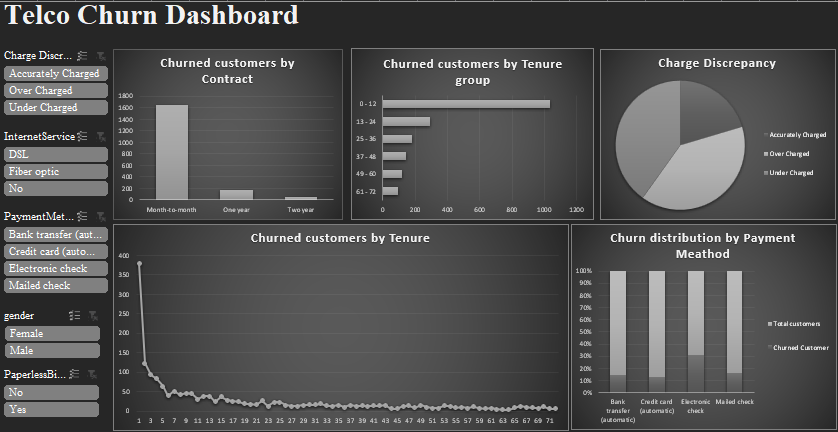 Telco Churn Dashboard
Charge Discr...
Accurately Charged
Over Charged
Under Charged
InternetService
DSL
Fiber optic
No
PaymentMet...
Bank transfer (aut...
Credit card (auto...
Electronic check
Mailed check
gender
Female
Male
PaperlessBi...
No
Yes
Churned customers by
Contract
1800
1600
1400
1200
1000
800
600
400
200
0
Month-to-month One year Two year
Churned customers by Tenure
group
0 - 12
13 - 24
25 - 36
37 - 48
49 - 60
61 - 72
0 200 400 600 800 1000 1200
Charge Discrepancy
Accurately Charged
Over Charged
Under Charged
Churned customers by Tenure
400
350
300
250
200
150
100
50
0
1 3 5 7 9 11 13 15 17 19 21 23 25 27 29 31 33 35 37 39 41 43 45 47 49 51 53 55 57 59 61 63 65 67 69 71
Churn distribution by Payment
Meathod
100%
90%
80%
70%
60%
50%
40%
30%
20%
10%
0%
Bank Credit card Electronic Mailed check
transfer (automatic) check
(automatic)
Total customers
Churned Customer